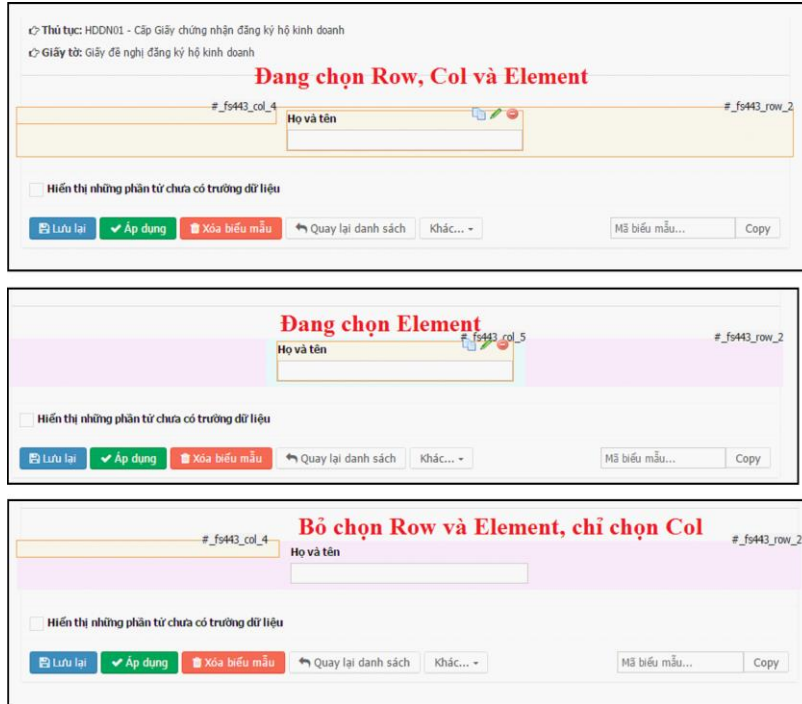 Thủ tục: HDDN01 - Cấp Giấy chứng nhận đăng ký hộ kinh doanh
Giấy tờ: Giấy đề nghị đăng ký hộ kinh doanh
Đang chọn Row, Col và Element
#_fs443_col_4
#_fs443_row_2
Họ và tên
Hiển thị những phần tử chưa có trường dữ liệu
Lưu lại Áp dụng Xóa biểu mẫu Quay lại danh sách Khác... Mã biểu mẫu... Copy
Đang chọn Element
#_fs443_col_5
#_fs443_row_2
Họ và tên
Hiển thị những phần tử chưa có trường dữ liệu
Lưu lại Áp dụng Xóa biểu mẫu Quay lại danh sách Khác... Mã biểu mẫu... Copy
Bỏ chọn Row và Element, chỉ chọn Col
#_fs443_col_4
#_fs443_row_2
Họ và tên
Hiển thị những phần tử chưa có trường dữ liệu
Lưu lại Áp dụng Xóa biểu mẫu Quay lại danh sách Khác... Mã biểu mẫu... Copy